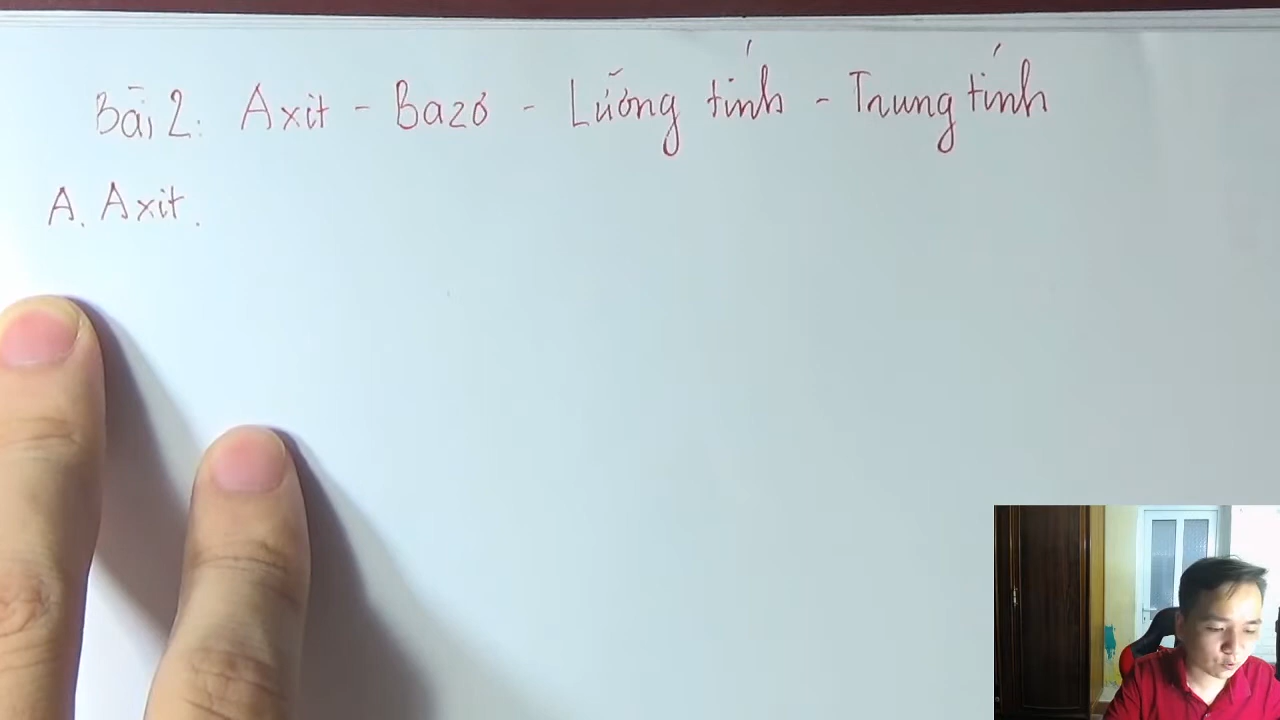 Bài 2: Axit - Bazơ - Lưỡng tính - Trung tính
A. Axit.